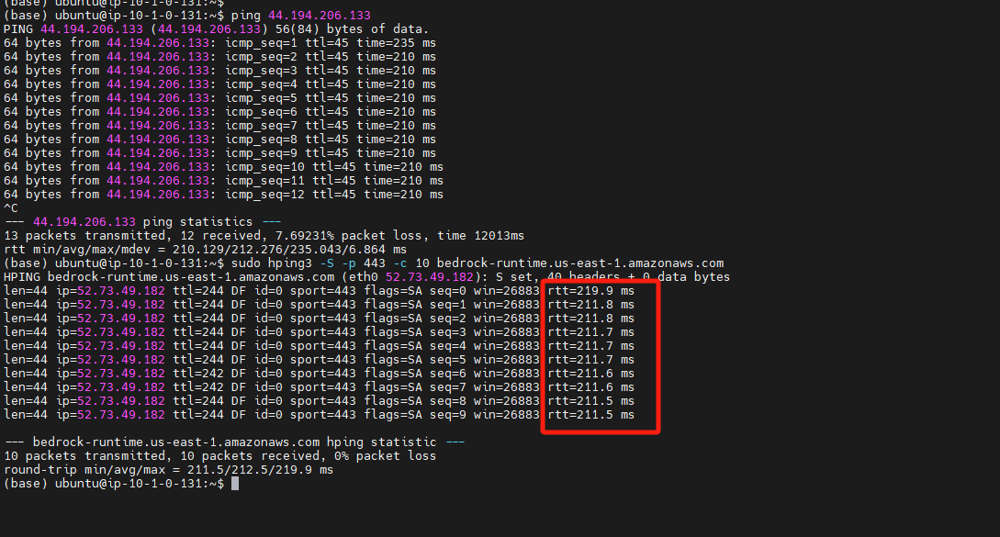 (base) ubuntu@ip-10-1-0-131:~$
(base) ubuntu@ip-10-1-0-131:~$ ping 44.194.206.133
PING 44.194.206.133 (44.194.206.133) 56(84) bytes of data.
64 bytes from 44.194.206.133: icmp_seq=1 ttl=45 time=235 ms
64 bytes from 44.194.206.133: icmp_seq=2 ttl=45 time=210 ms
64 bytes from 44.194.206.133: icmp_seq=3 ttl=45 time=210 ms
64 bytes from 44.194.206.133: icmp_seq=4 ttl=45 time=210 ms
64 bytes from 44.194.206.133: icmp_seq=5 ttl=45 time=210 ms
64 bytes from 44.194.206.133: icmp_seq=6 ttl=45 time=210 ms
64 bytes from 44.194.206.133: icmp_seq=7 ttl=45 time=210 ms
64 bytes from 44.194.206.133: icmp_seq=8 ttl=45 time=210 ms
64 bytes from 44.194.206.133: icmp_seq=9 ttl=45 time=210 ms
64 bytes from 44.194.206.133: icmp_seq=10 ttl=45 time=210 ms
64 bytes from 44.194.206.133: icmp_seq=11 ttl=45 time=210 ms
64 bytes from 44.194.206.133: icmp_seq=12 ttl=45 time=210 ms
^C
--- 44.194.206.133 ping statistics ---
13 packets transmitted, 12 received, 7.69231% packet loss, time 12013ms
rtt min/avg/max/mdev = 210.129/212.276/235.043/6.864 ms
(base) ubuntu@ip-10-1-0-131:~$ sudo hping3 -S -p 443 -c 10 bedrock-runtime.us-east-1.amazonaws.com
HPING bedrock-runtime.us-east-1.amazonaws.com (eth0 52.73.49.182): S set, 40 headers + 0 data bytes
len=44 ip=52.73.49.182 ttl=244 DF id=0 sport=443 flags=SA seq=0 win=26883 rtt=219.9 ms
len=44 ip=52.73.49.182 ttl=244 DF id=0 sport=443 flags=SA seq=1 win=26883 rtt=211.8 ms
len=44 ip=52.73.49.182 ttl=244 DF id=0 sport=443 flags=SA seq=2 win=26883 rtt=211.8 ms
len=44 ip=52.73.49.182 ttl=244 DF id=0 sport=443 flags=SA seq=3 win=26883 rtt=211.7 ms
len=44 ip=52.73.49.182 ttl=244 DF id=0 sport=443 flags=SA seq=4 win=26883 rtt=211.7 ms
len=44 ip=52.73.49.182 ttl=244 DF id=0 sport=443 flags=SA seq=5 win=26883 rtt=211.7 ms
len=44 ip=52.73.49.182 ttl=242 DF id=0 sport=443 flags=SA seq=6 win=26883 rtt=211.6 ms
len=44 ip=52.73.49.182 ttl=242 DF id=0 sport=443 flags=SA seq=7 win=26883 rtt=211.6 ms
len=44 ip=52.73.49.182 ttl=244 DF id=0 sport=443 flags=SA seq=8 win=26883 rtt=211.5 ms
len=44 ip=52.73.49.182 ttl=244 DF id=0 sport=443 flags=SA seq=9 win=26883 rtt=211.5 ms
--- bedrock-runtime.us-east-1.amazonaws.com hping statistic ---
10 packets transmitted, 10 packets received, 0% packet loss
round-trip min/avg/max = 211.5/212.5/219.9 ms
(base) ubuntu@ip-10-1-0-131:~$